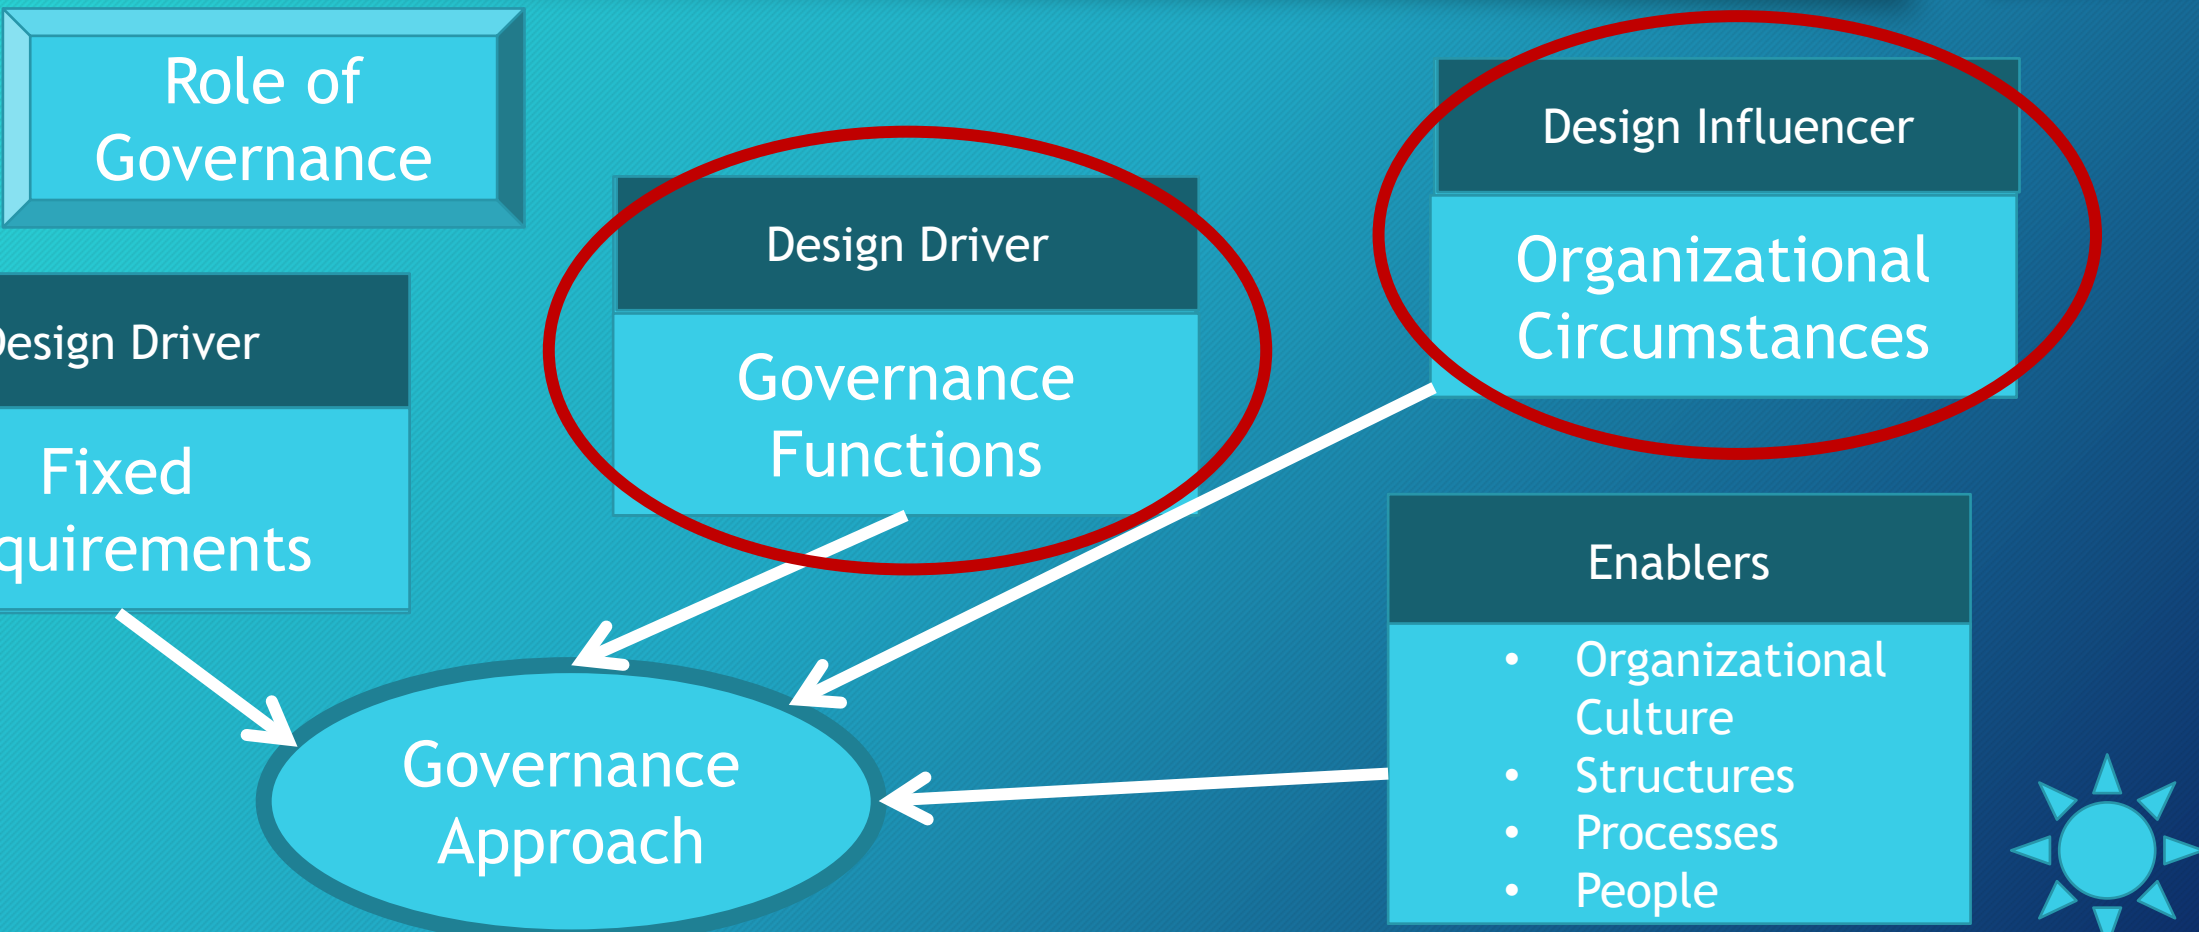 Role of
Governance
Design Influencer
Organizational
Circumstances
Design Driver
Governance
Functions
esign Driver
Fixed
quirements
Enablers
• Organizational
Culture
• Structures
• Processes
• People
Governance
Approach